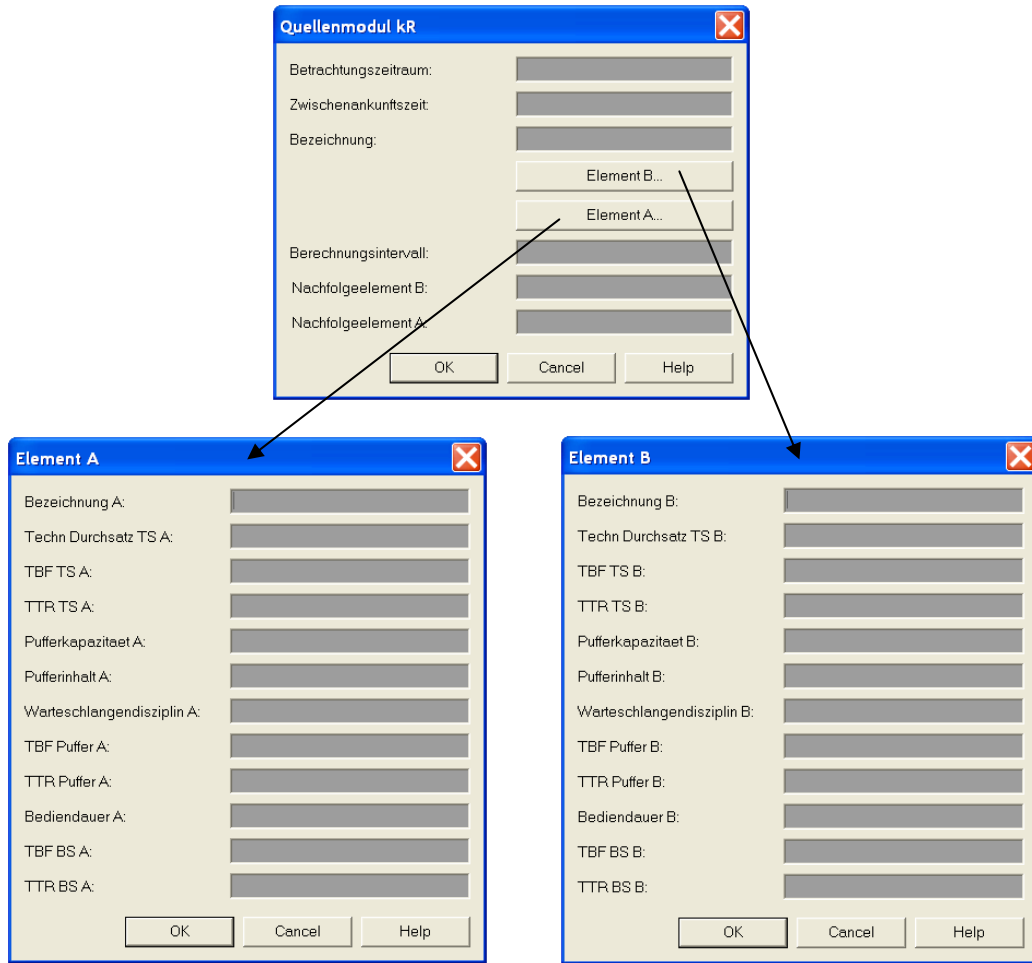 Quellenmodul kR
Betrachtungszeitraum:
Zwischenankunftszeit:
Bezeichnung:
Element B...
Element A...
Berechnungsintervall:
Nachfolgeelement B:
Nachfolgeelement A:
OK Cancel Help
Element A
Bezeichnung A:
Techn Durchsatz TS A:
TBF TS A:
TTR TS A:
Pufferkapazitaet A:
Pufferinhalt A:
Warteschlangendisziplin A:
TBF Puffer A:
TTR Puffer A:
Bediendauer A:
TBF BS A:
TTR BS A:
OK Cancel Help
Element B
Bezeichnung B:
Techn Durchsatz TS B:
TBF TS B:
TTR TS B:
Pufferkapazitaet B:
Pufferinhalt B:
Warteschlangendisziplin B:
TBF Puffer B:
TTR Puffer B:
Bediendauer B:
TBF BS B:
TTR BS B:
OK Cancel Help